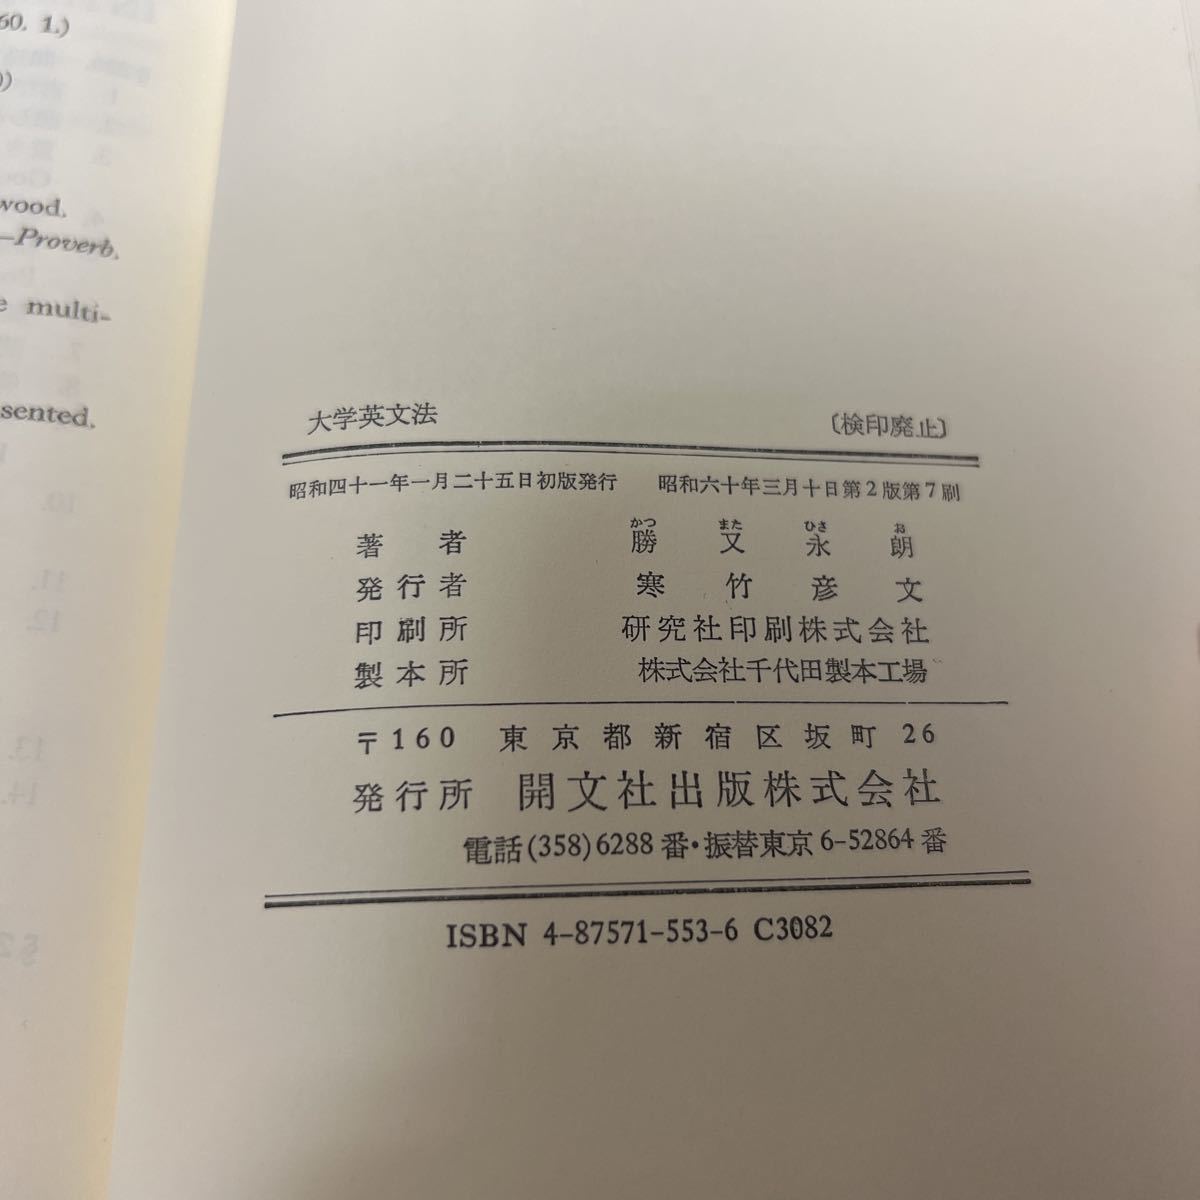 60. 1.)
wood.
—Proverb.
multi-
sented.
大学英文法 〔検印廃止〕
昭和四十一年一月二十五日初版発行 昭和六十年三月十日第2版第7刷
かつ また ひさ お
著者 勝又永朗
発行者 寒竹彦文
印刷所 研究社印刷株式会社
製本所 株式会社千代田製本工場
〒160 東京都新宿区坂町26
発行所 開文社出版株式会社
電話(358)6288番・振替東京6-52864番
ISBN 4-87571-553-6 C3082